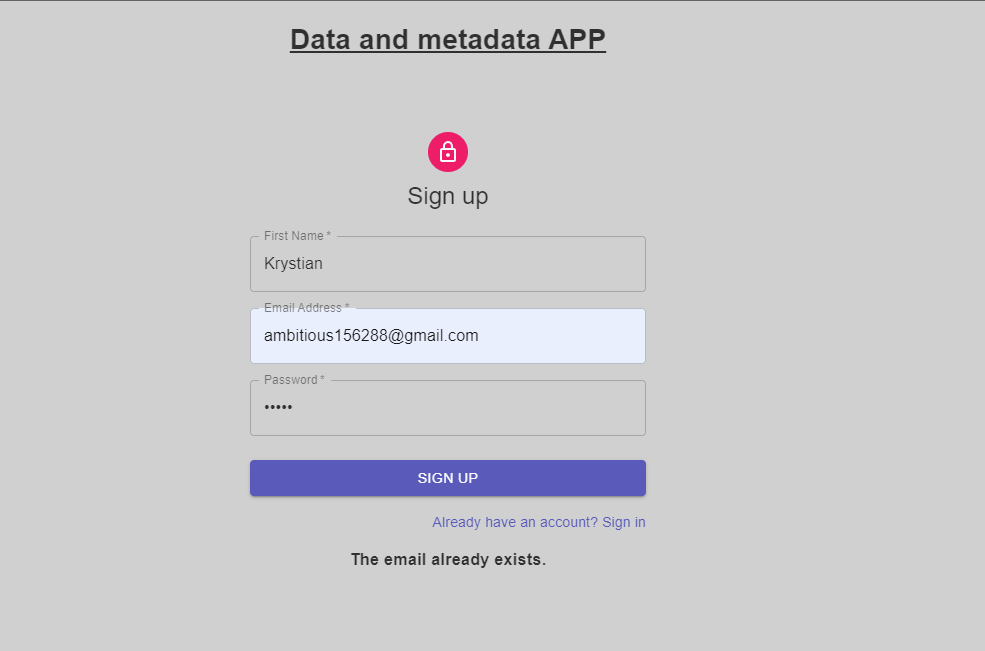 Data and metadata APP
Sign up
First Name *
Krystian
Email Address *
ambitious156288@gmail.com
Password *
•••••
SIGN UP
Already have an account? Sign in
The email already exists.